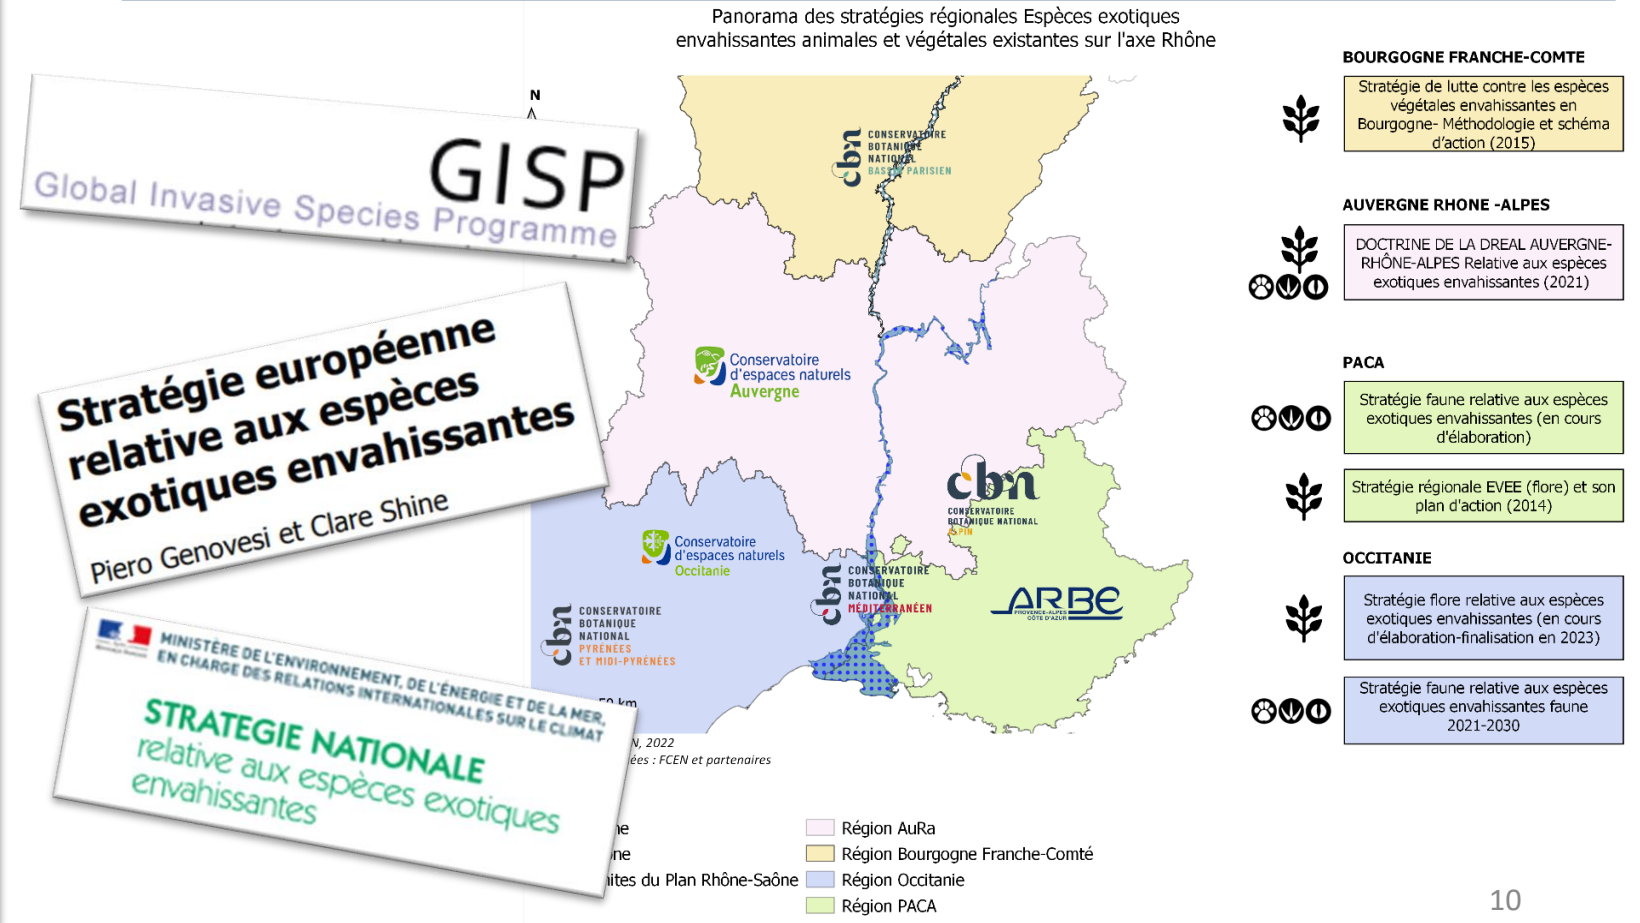 Panorama des stratégies régionales Espèces exotiques
envahissantes animales et végétales existantes sur l'axe Rhône
N
GISP
Global Invasive Species Programme
Stratégie européenne
relative aux espèces
exotiques envahissantes
Piero Genovesi et Clare Shine
MINISTÈRE DE L'ENVIRONNEMENT, DE L'ÉNERGIE ET DE LA MER,
EN CHARGE DES RELATIONS INTERNATIONALES SUR LE CLIMAT
STRATEGIE NATIONALE
relative aux espèces exotiques
envahissantes
cbn
CONSERVATOIRE
BOTANIQUE
NATIONAL
BASSIN PARISIEN
Conservatoire
d'espaces naturels
Auvergne
cbn
CONSERVATOIRE
BOTANIQUE NATIONAL
ALPIN
Conservatoire
d'espaces naturels
Occitanie
cbn
CONSERVATOIRE
BOTANIQUE
NATIONAL
MÉDITERRANÉEN
ARBE
PROVENCE-ALPES
CÔTE D'AZUR
cbn
CONSERVATOIRE
BOTANIQUE
NATIONAL
PYRÉNÉES
ET MIDI-PYRÉNÉES
km
N, 2022
ées : FCEN et partenaires
ne
ône
ites du Plan Rhône-Saône
Région AuRa
Région Bourgogne Franche-Comté
Région Occitanie
Région PACA
BOURGOGNE FRANCHE-COMTE
Stratégie de lutte contre les espèces
végétales envahissantes en
Bourgogne- Méthodologie et schéma
d'action (2015)
AUVERGNE RHONE -ALPES
DOCTRINE DE LA DREAL AUVERGNE-
RHÔNE-ALPES Relative aux espèces
exotiques envahissantes (2021)
PACA
Stratégie faune relative aux espèces
exotiques envahissantes (en cours
d'élaboration)
Stratégie régionale EVEE (flore) et son
plan d'action (2014)
OCCITANIE
Stratégie flore relative aux espèces
exotiques envahissantes (en cours
d'élaboration-finalisation en 2023)
Stratégie faune relative aux espèces
exotiques envahissantes faune
2021-2030
10